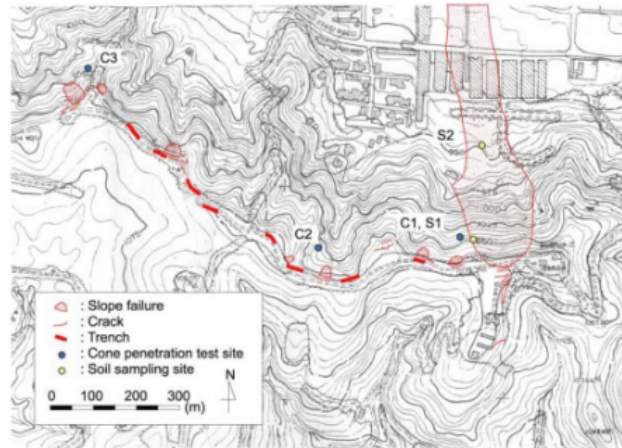 C3
S2
C1, S1
C2
: Slope failure
: Crack
: Trench
: Cone penetration test site
: Soil sampling site
N
0 100 200 300
(m)